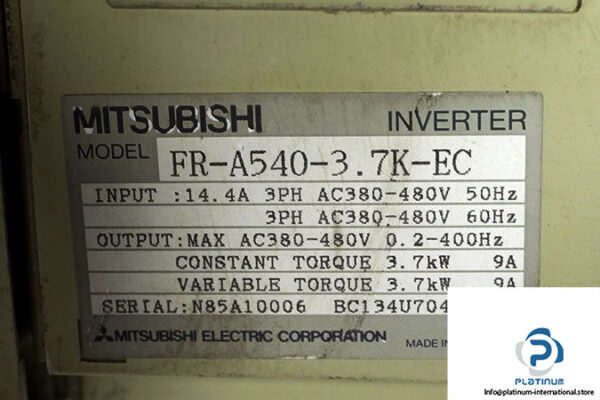 MITSUBISHI INVERTER
MODEL FR-A540-3.7K-EC
INPUT :14.4A 3PH AC380-480V 50Hz
3PH AC380-480V 60Hz
OUTPUT:MAX AC380-480V 0.2-400Hz
CONSTANT TORQUE 3.7kW 9A
VARIABLE TORQUE 3.7kW 9A
SERIAL:N85A10006 BC134U704
MITSUBISHI ELECTRIC CORPORATION MADE IN
PLATINUM
info@platinum-international.store